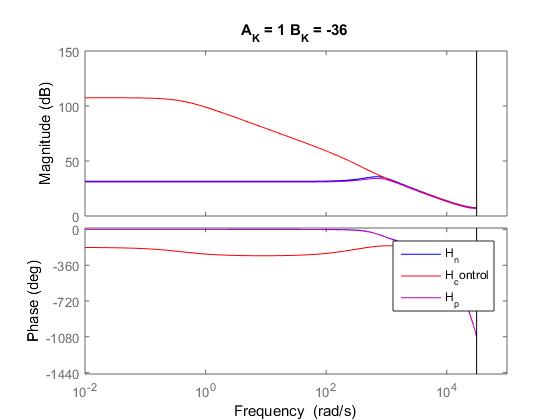 A_K = 1 B_K = -36
150
100
50
0
Magnitude (dB)
0
-360
-720
-1080
-1440
Phase (deg)
H_n
H_control
H_p
10^-2
10^0
10^2
10^4
Frequency (rad/s)